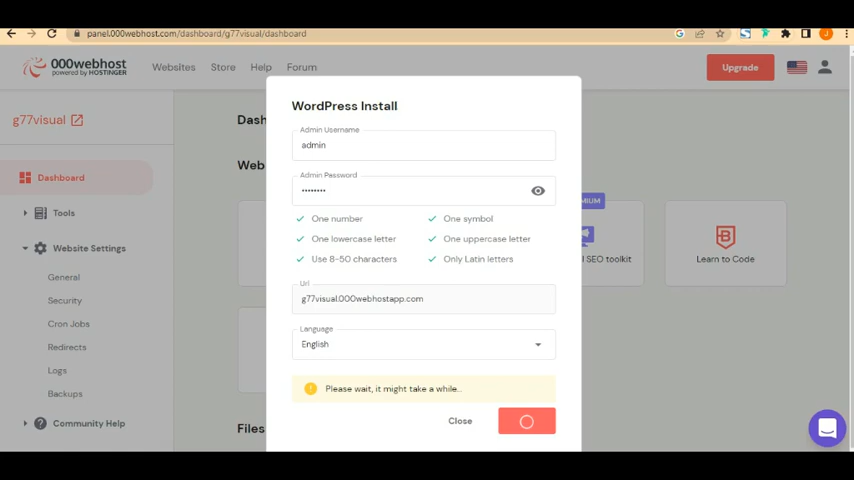 panel.000webhost.com/dashboard/g77visual/dashboard
000webhost
powered by HOSTINGER
Websites Store Help Forum
Upgrade
g77visual
Dashboard
Tools
Website Settings
General
Security
Cron Jobs
Redirects
Logs
Backups
Community Help
Dash
Web
Files
WordPress Install
Admin Username
admin
Admin Password
••••••••
One number One symbol
One lowercase letter One uppercase letter
Use 8-50 characters Only Latin letters
Url
g77visual.000webhostapp.com
Language
English
Please wait, it might take a while...
Close
MIUM
SEO toolkit
Learn to Code